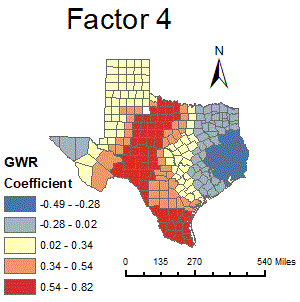 Factor 4
N
GWR
Coefficient
-0.49 - -0.28
-0.28 - 0.02
0.02 - 0.34
0.34 - 0.54
0.54 - 0.82
0 135 270 540 Miles